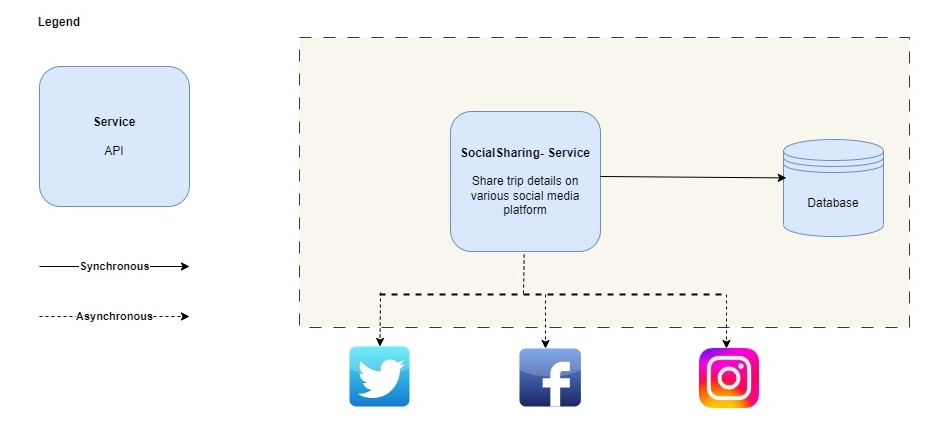 Legend
Service
API
Synchronous
Asynchronous
SocialSharing- Service
Share trip details on
various social media
platform
Database